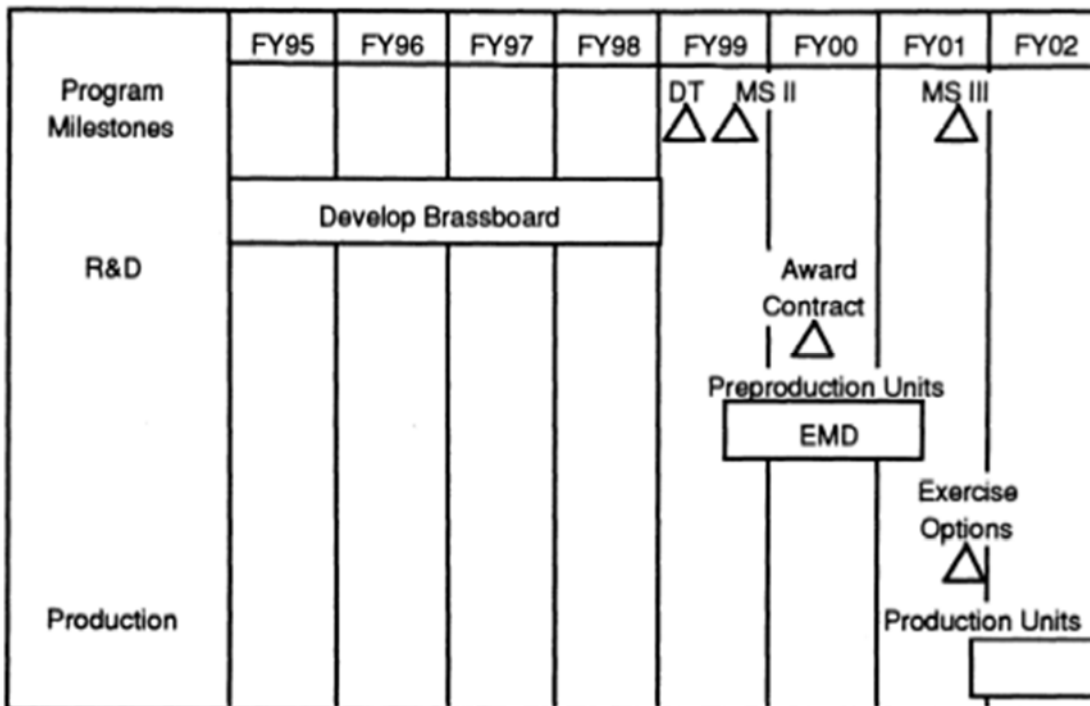 FY95 FY96 FY97 FY98 FY99 FY00 FY01 FY02
Program
Milestones
DT MS II MS III
Develop Brassboard
R&D
Award
Contract
Preproduction Units
EMD
Exercise
Options
Production
Production Units